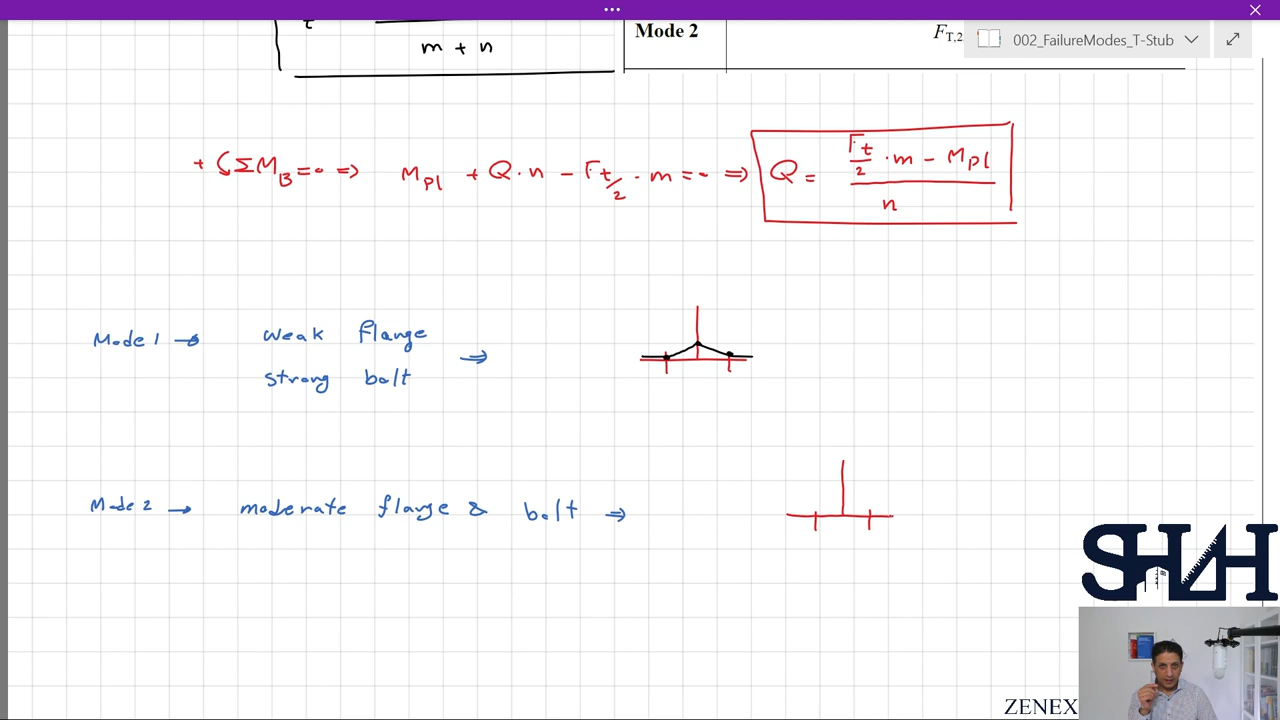 m + n
Mode 2
F_T,2
002_FailureModes_T-Stub
+ ΣM_B = 0 ⇒ M_pl + Q · n − F_t/2 · m = 0 ⇒ Q = (F_t/2 · m − M_pl) / n
Mode 1 → weak flange
strong bolt ⇒
Mode 2 → moderate flange & bolt ⇒
ZENEX